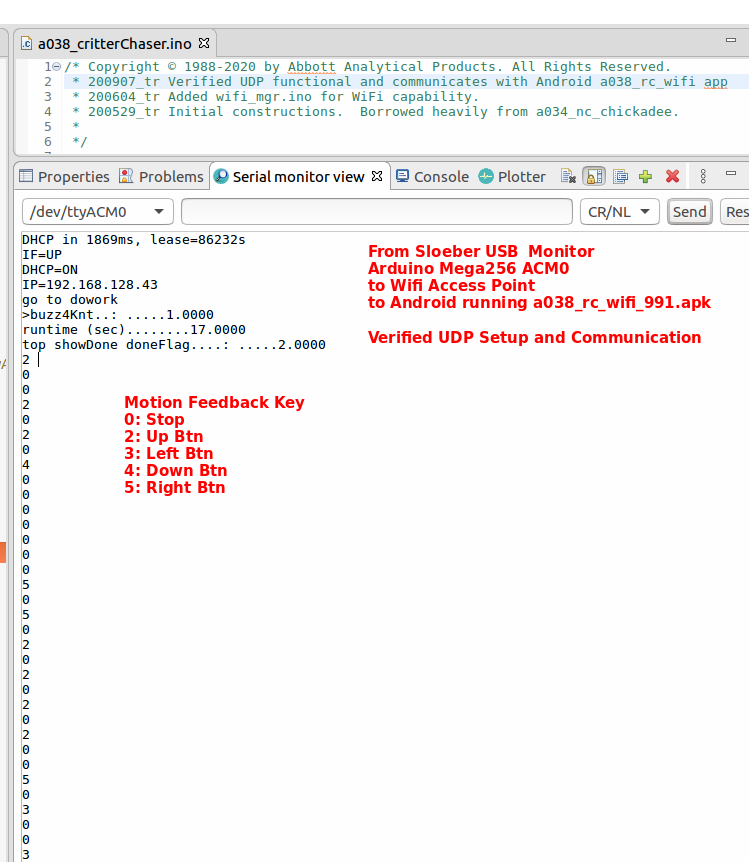 a038_critterChaser.ino
1 /* Copyright © 1988-2020 by Abbott Analytical Products. All Rights Reserved.
2 * 200907_tr Verified UDP functional and communicates with Android a038_rc_wifi app
3 * 200604_tr Added wifi_mgr.ino for WiFi capability.
4 * 200529_tr Initial constructions.  Borrowed heavily from a034_nc_chickadee.
5 *
6 */
Properties Problems Serial monitor view Console Plotter
/dev/ttyACM0 CR/NL Send Res
DHCP in 1869ms, lease=86232s
IF=UP
DHCP=ON
IP=192.168.128.43
go to dowork
>buzz4Knt..: .....1.0000
runtime (sec)........17.0000
top showDone doneFlag....: .....2.0000
From Sloeber USB  Monitor
Arduino Mega256 ACM0
to Wifi Access Point
to Android running a038_rc_wifi_991.apk
Verified UDP Setup and Communication
2
0
0
2
0
2
0
4
0
0
0
0
0
0
0
5
0
5
0
2
0
2
0
2
0
2
0
0
5
0
3
0
0
3
Motion Feedback Key
0: Stop
2: Up Btn
3: Left Btn
4: Down Btn
5: Right Btn